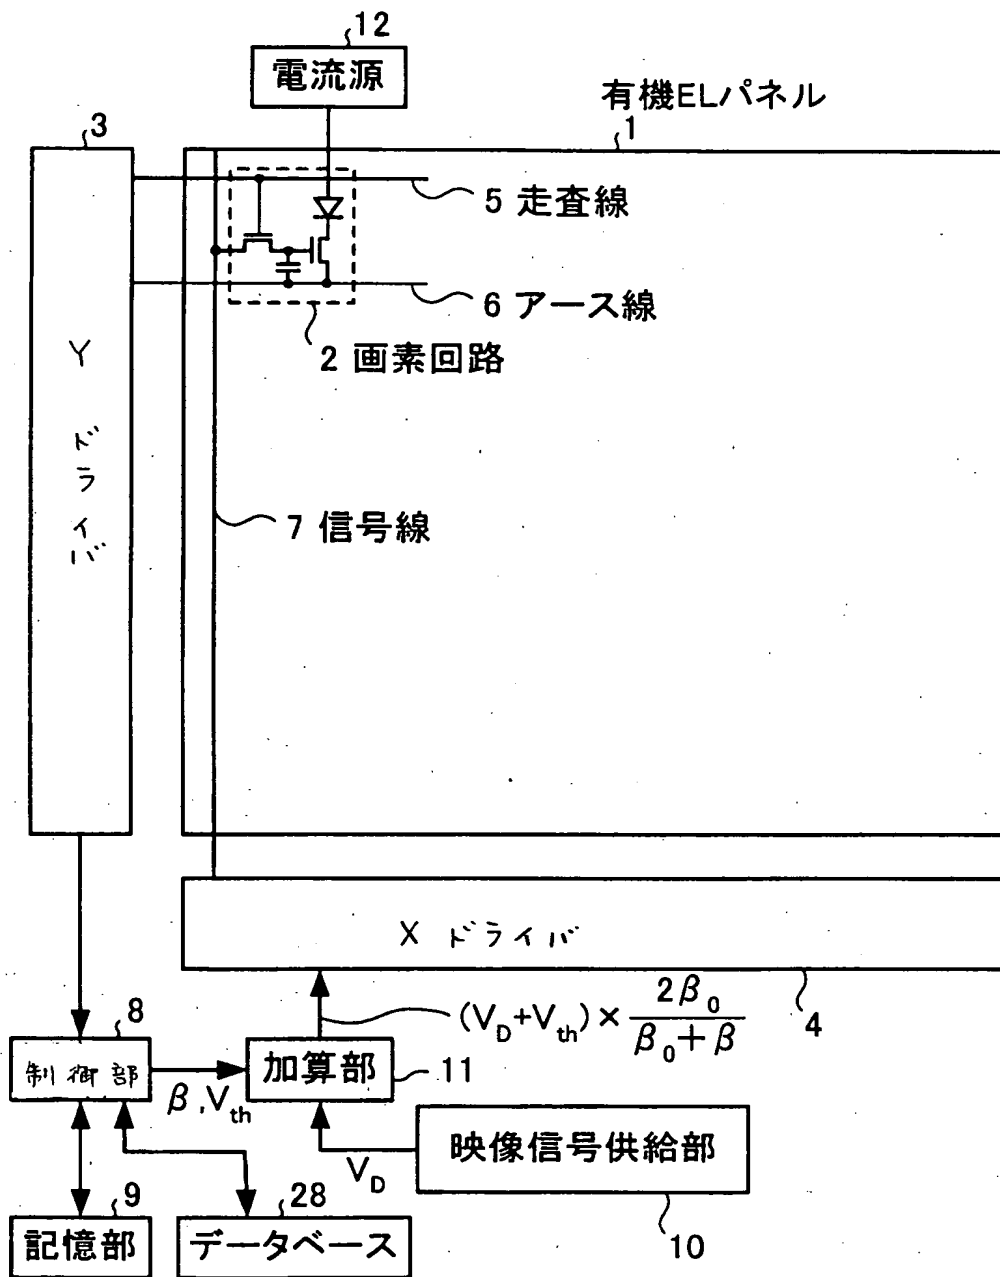 12
電流源
有機ELパネル
1
3
5 走査線
6 アース線
2 画素回路
Y ドライバ
7 信号線
X ドライバ
4
(V_D+V_th)×2β_0/(β_0+β)
8
制御部
β,V_th
加算部
11
V_D
映像信号供給部
10
9
記憶部
28
データベース